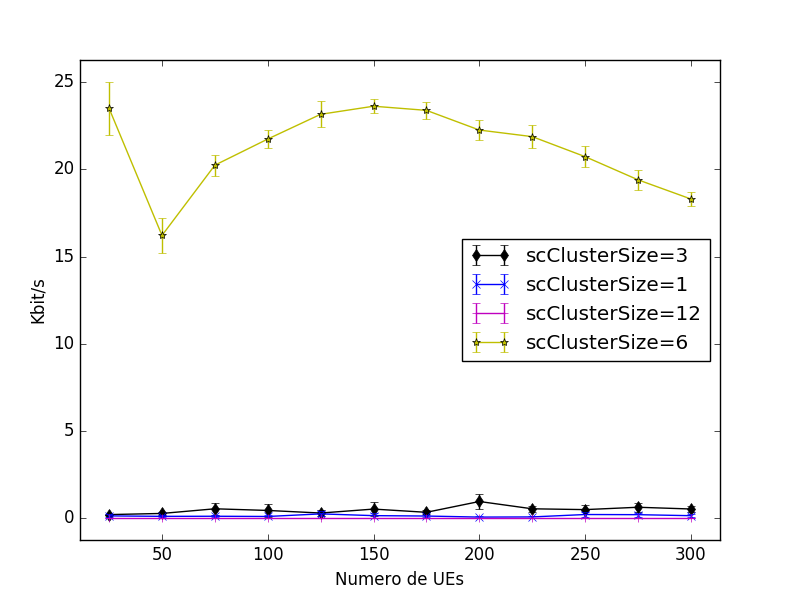 25
20
15
10
5
0
Kbit/s
scClusterSize=3
scClusterSize=1
scClusterSize=12
scClusterSize=6
50 100 150 200 250 300
Numero de UEs